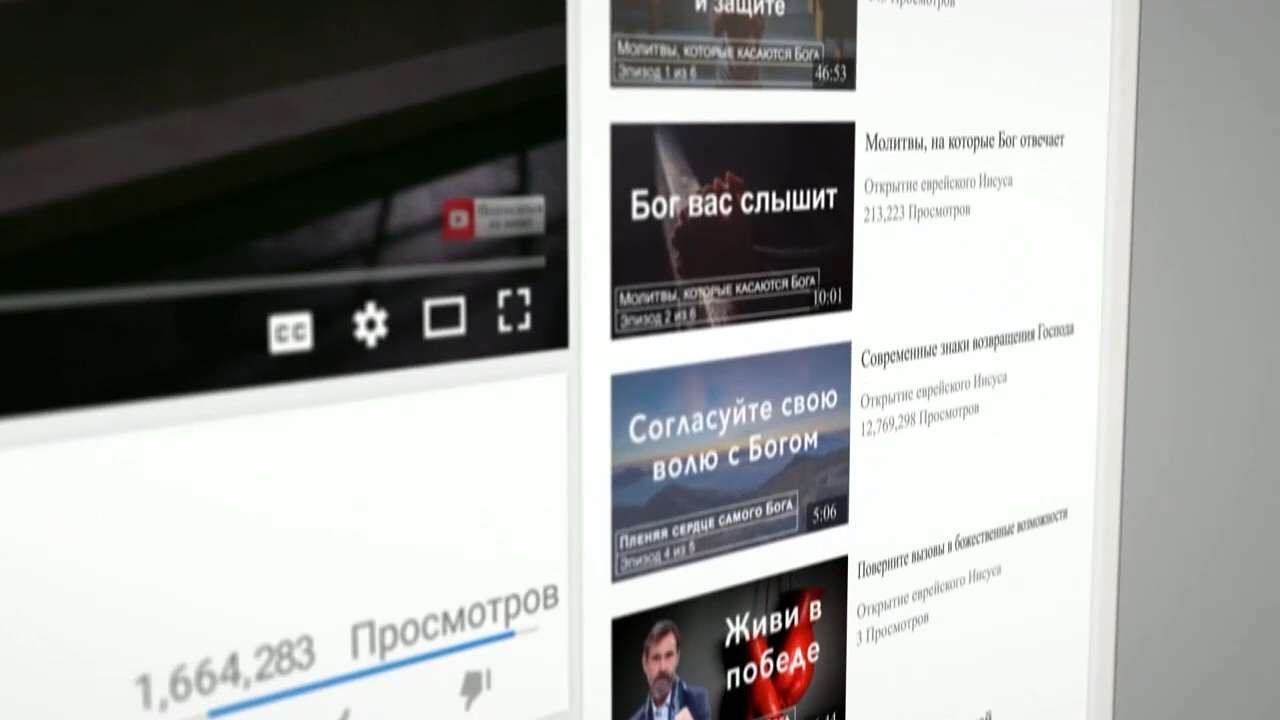 и защите
Молитвы, которые касаются Бога
Эпизод 1 из 6
46:53
Просмотров
Бог вас слышит
Молитвы, которые касаются Бога
Эпизод 2 из 6
10:01
Молитвы, на которые Бог отвечает
Открытие еврейского Иисуса
213,223 Просмотров
Согласуйте свою
волю с Богом
Пленяя сердце самого Бога
Эпизод 4 из 6
5:06
Современные знаки возвращения Господа
Открытие еврейского Иисуса
12,769,298 Просмотров
Живи в
победе
Поверните вызовы в божественные возможности
Открытие еврейского Иисуса
3 Просмотров
CC
1,664,283 Просмотров